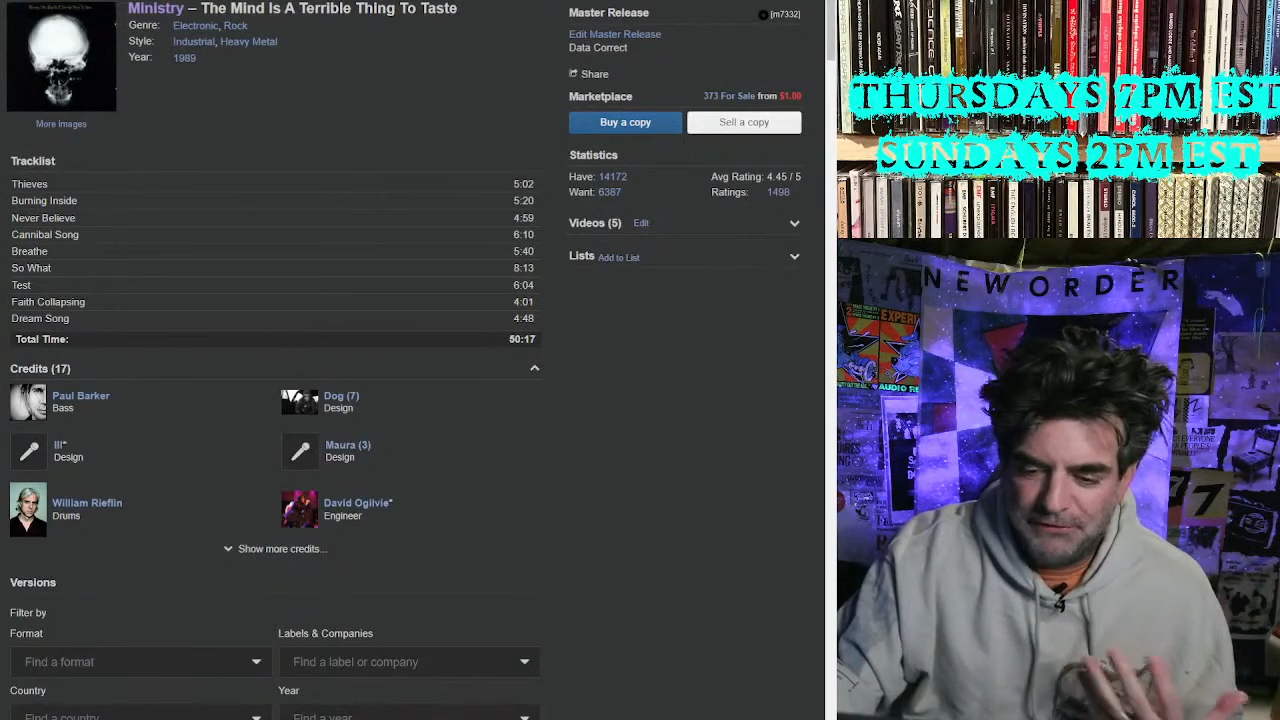 Ministry – The Mind Is A Terrible Thing To Taste
Genre: Electronic, Rock
Style: Industrial, Heavy Metal
Year: 1989
More images
Tracklist
Thieves 5:02
Burning Inside 5:20
Never Believe 4:59
Cannibal Song 6:10
Breathe 5:40
So What 8:13
Test 6:04
Faith Collapsing 4:01
Dream Song 4:48
Total Time: 50:17
Credits (17)
Paul Barker
Bass
Dog (7)
Design
Ill*
Design
Maura (3)
Design
William Rieflin
Drums
David Ogilvie*
Engineer
Show more credits...
Versions
Filter by
Format
Find a format
Labels & Companies
Find a label or company
Country
Find a country
Year
Find a year
Master Release
[m7332]
Edit Master Release
Data Correct
Share
Marketplace
373 For Sale from $1.00
Buy a copy
Sell a copy
Statistics
Have: 14172
Avg Rating: 4.45 / 5
Want: 6387
Ratings: 1498
Videos (5) Edit
Lists Add to List
THURSDAYS 7PM EST
SUNDAYS 2PM EST
NEW ORDER
EXPERI
AUDIO RE
7